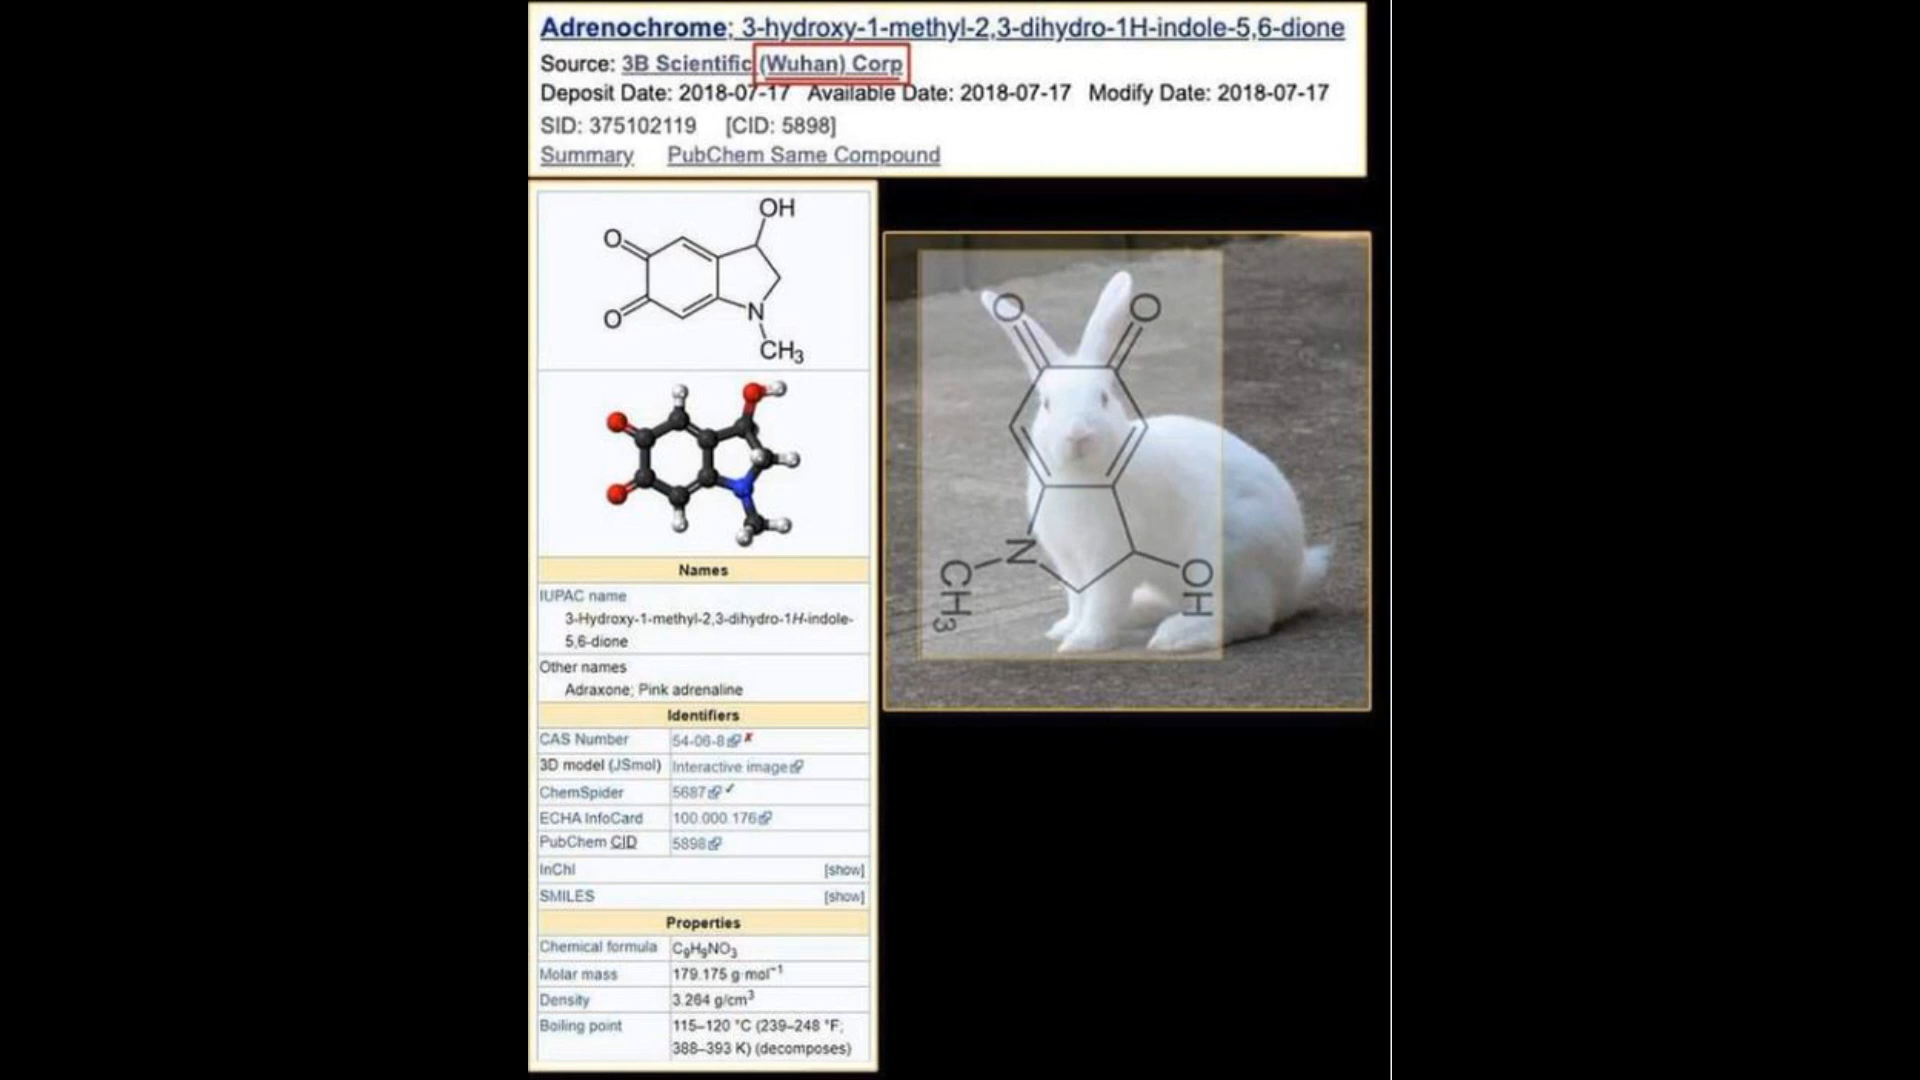 Adrenochrome; 3-hydroxy-1-methyl-2,3-dihydro-1H-indole-5,6-dione
Source: 3B Scientific (Wuhan) Corp
Deposit Date: 2018-07-17 Available Date: 2018-07-17 Modify Date: 2018-07-17
SID: 375102119 [CID: 5898]
Summary PubChem Same Compound
OH
O
O
N
CH3
Names
IUPAC name
3-Hydroxy-1-methyl-2,3-dihydro-1H-indole-
5,6-dione
Other names
Adraxone; Pink adrenaline
Identifiers
CAS Number 54-06-8 ✗
3D model (JSmol) Interactive image
ChemSpider 5687 ✓
ECHA InfoCard 100.000.176
PubChem CID 5898
InChI [show]
SMILES [show]
Properties
Chemical formula C9H9NO3
Molar mass 179.175 g·mol−1
Density 3.264 g/cm3
Boiling point 115–120 °C (239–248 °F;
388–393 K) (decomposes)
O O
N
CH3
OH